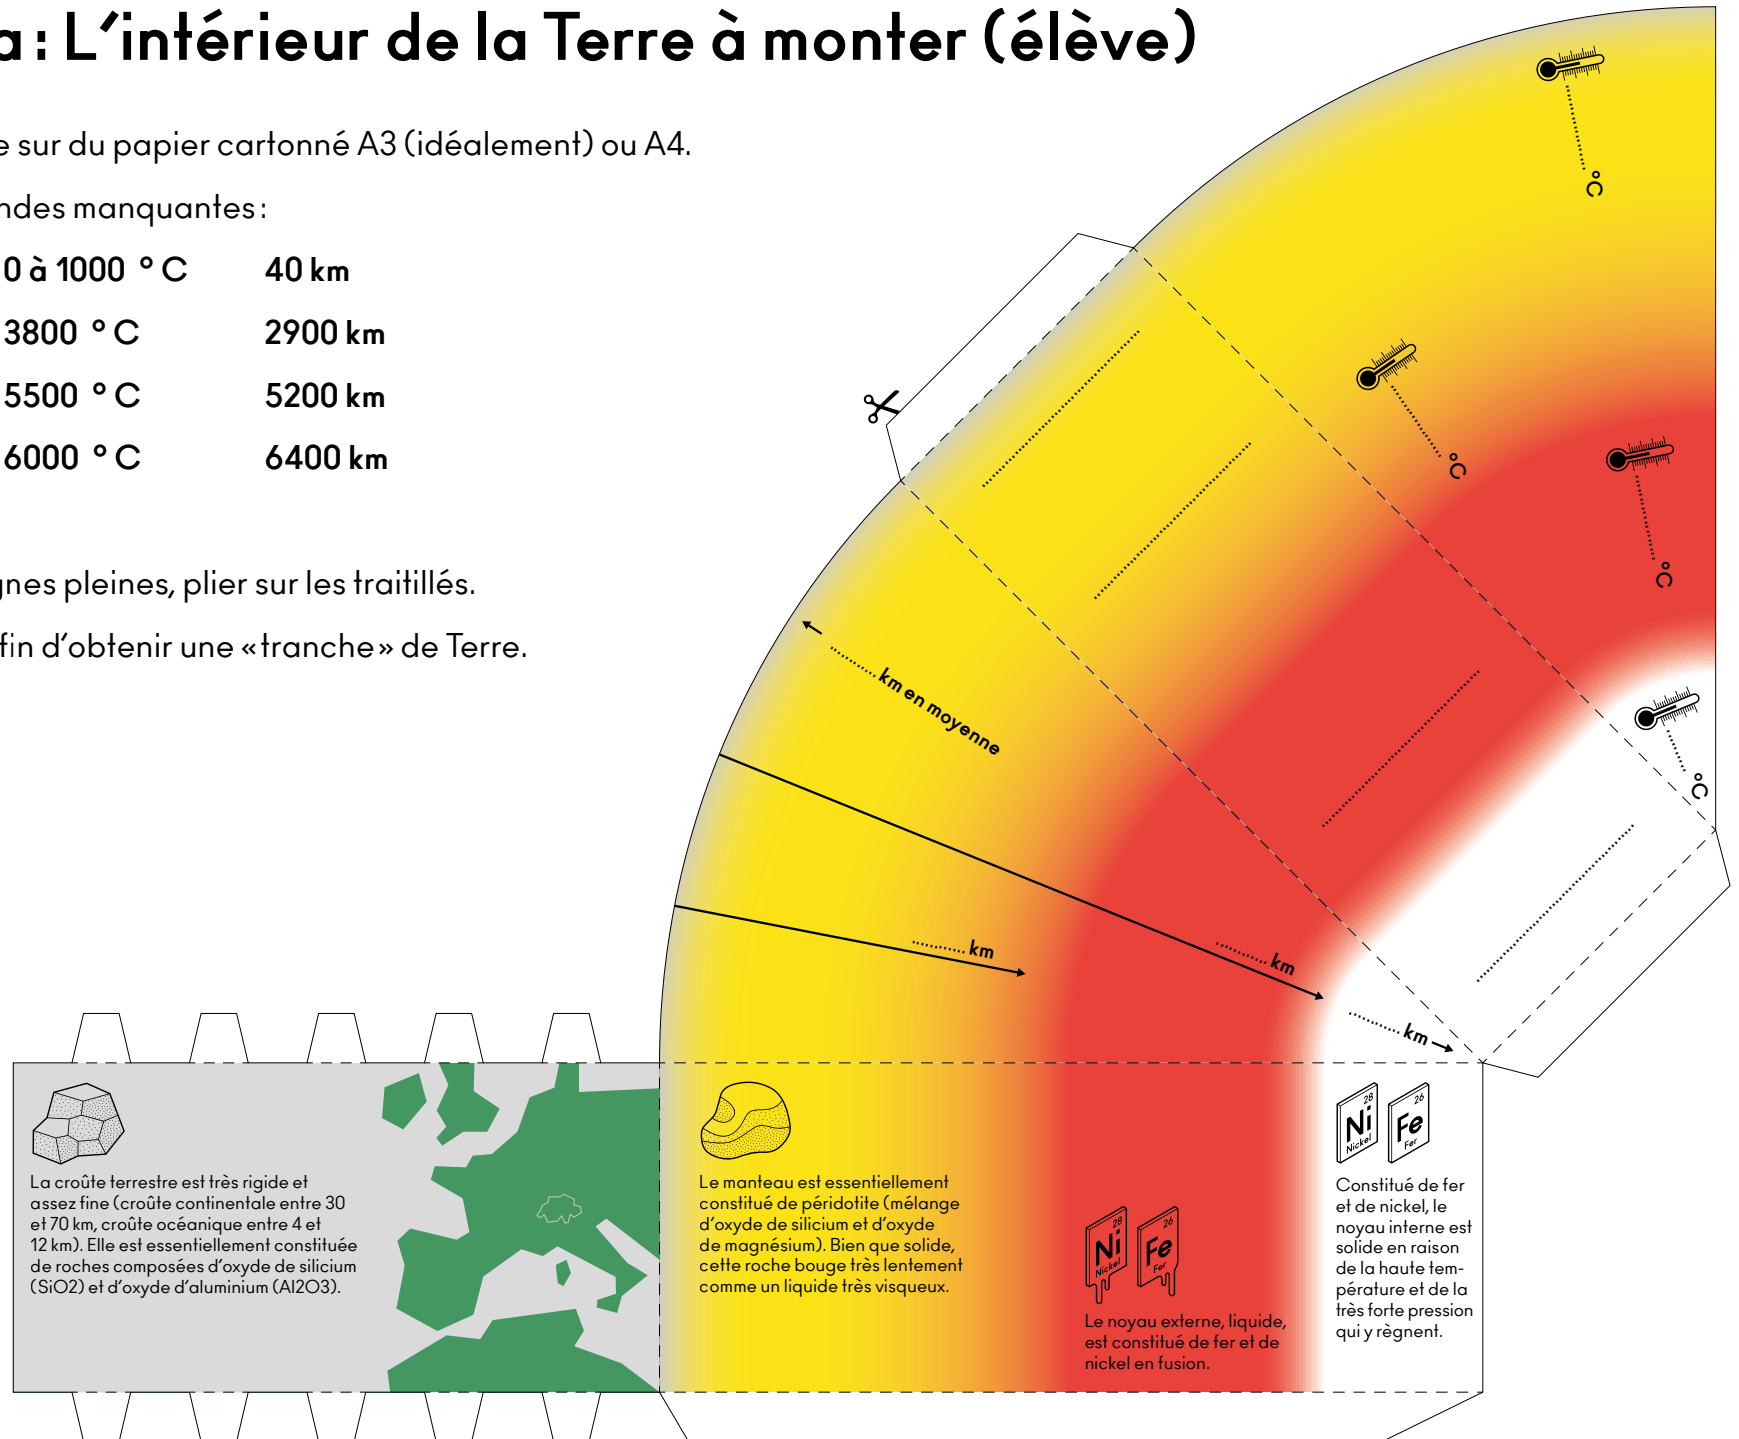 a : L’intérieur de la Terre à monter (élève)
e sur du papier cartonné A3 (idéalement) ou A4.
ndes manquantes :
0 à 1000 ° C 40 km
3800 ° C 2900 km
5500 ° C 5200 km
6000 ° C 6400 km
gnes pleines, plier sur les traitillés.
fin d’obtenir une «tranche» de Terre.
°C
°C
°C
°C
km en moyenne
km
km
km
La croûte terrestre est très rigide et
assez fine (croûte continentale entre 30
et 70 km, croûte océanique entre 4 et
12 km). Elle est essentiellement constituée
de roches composées d’oxyde de silicium
(SiO2) et d’oxyde d’aluminium (Al2O3).
Le manteau est essentiellement
constitué de péridotite (mélange
d’oxyde de silicium et d’oxyde
de magnésium). Bien que solide,
cette roche bouge très lentement
comme un liquide très visqueux.
28
Ni
Nickel
26
Fe
Fer
Le noyau externe, liquide,
est constitué de fer et de
nickel en fusion.
28
Ni
Nickel
26
Fe
Fer
Constitué de fer
et de nickel, le
noyau interne est
solide en raison
de la haute tem-
pérature et de la
très forte pression
qui y règnent.